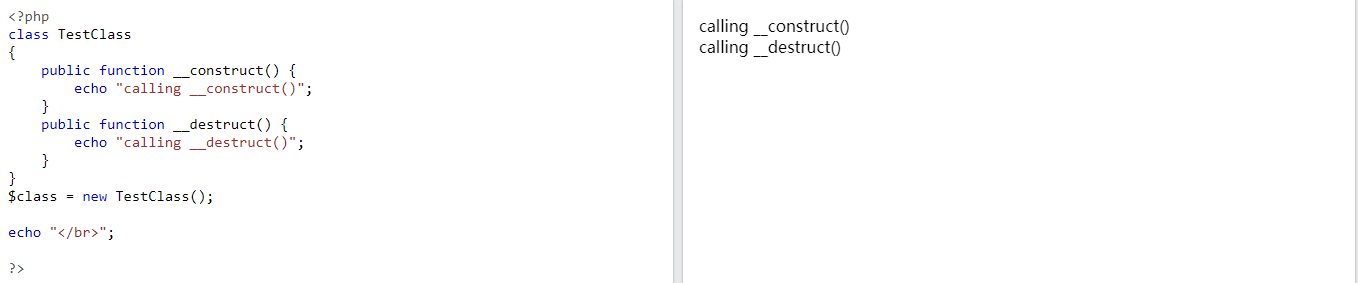 <?php
class TestClass
{
    public function __construct() {
        echo "calling __construct()";
    }
    public function __destruct() {
        echo "calling __destruct()";
    }
}
$class = new TestClass();
echo "</br>";
?>
calling __construct()
calling __destruct()